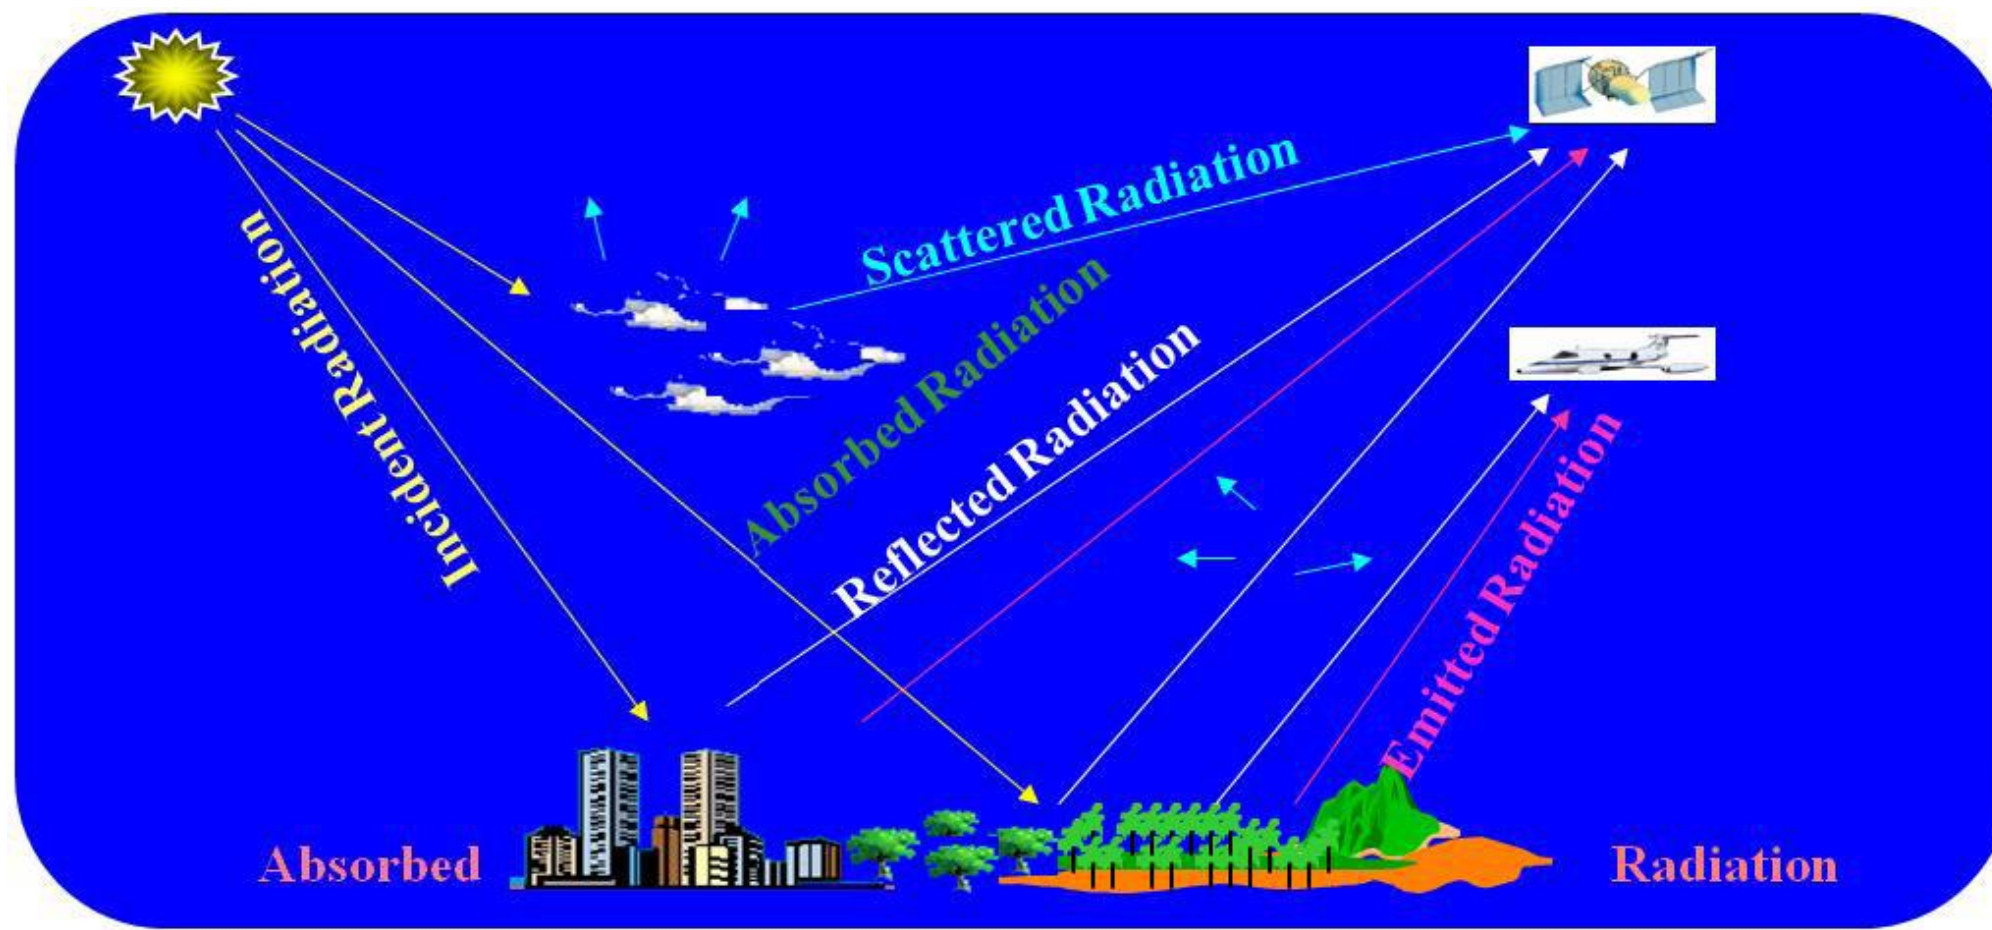 Scattered Radiation
Incident Radiation
Absorbed Radiation
Reflected Radiation
Emitted Radiation
Absorbed
Radiation